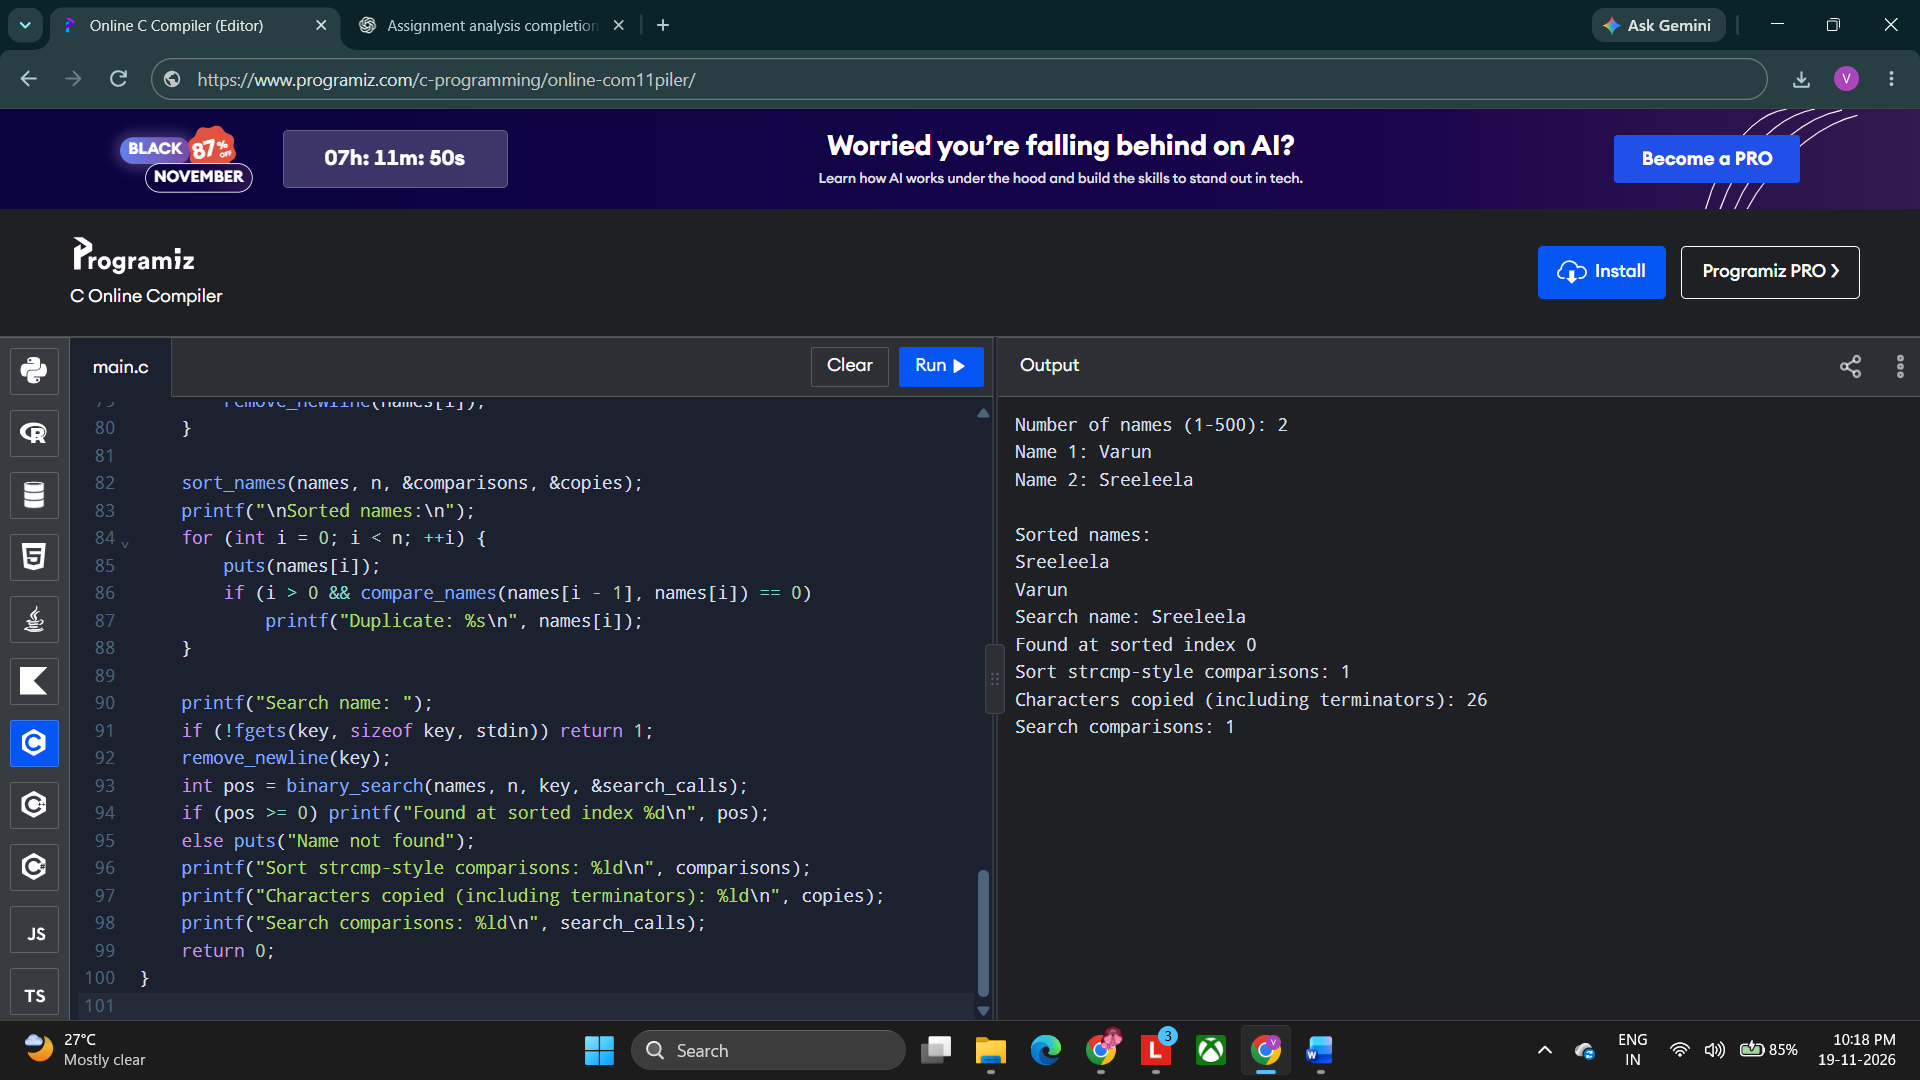 Online C Compiler (Editor)
Assignment analysis completion
Ask Gemini
https://www.programiz.com/c-programming/online-com11piler/
V
BLACK 87% OFF
NOVEMBER
07h: 11m: 50s
Worried you're falling behind on AI?
Learn how AI works under the hood and build the skills to stand out in tech.
Become a PRO
Programiz
C Online Compiler
Install
Programiz PRO
main.c
Clear
Run
Output
79 remove_newline(names[i]);
80 }
81
82 sort_names(names, n, &comparisons, &copies);
83 printf("\nSorted names:\n");
84 for (int i = 0; i < n; ++i) {
85 puts(names[i]);
86 if (i > 0 && compare_names(names[i - 1], names[i]) == 0)
87 printf("Duplicate: %s\n", names[i]);
88 }
89
90 printf("Search name: ");
91 if (!fgets(key, sizeof key, stdin)) return 1;
92 remove_newline(key);
93 int pos = binary_search(names, n, key, &search_calls);
94 if (pos >= 0) printf("Found at sorted index %d\n", pos);
95 else puts("Name not found");
96 printf("Sort strcmp-style comparisons: %ld\n", comparisons);
97 printf("Characters copied (including terminators): %ld\n", copies);
98 printf("Search comparisons: %ld\n", search_calls);
99 return 0;
100 }
101
Number of names (1-500): 2
Name 1: Varun
Name 2: Sreeleela
Sorted names:
Sreeleela
Varun
Search name: Sreeleela
Found at sorted index 0
Sort strcmp-style comparisons: 1
Characters copied (including terminators): 26
Search comparisons: 1
R
5
C
C
C
JS
TS
27°C
Mostly clear
Search
L
3
V
W
ENG
IN
85%
10:18 PM
19-11-2026